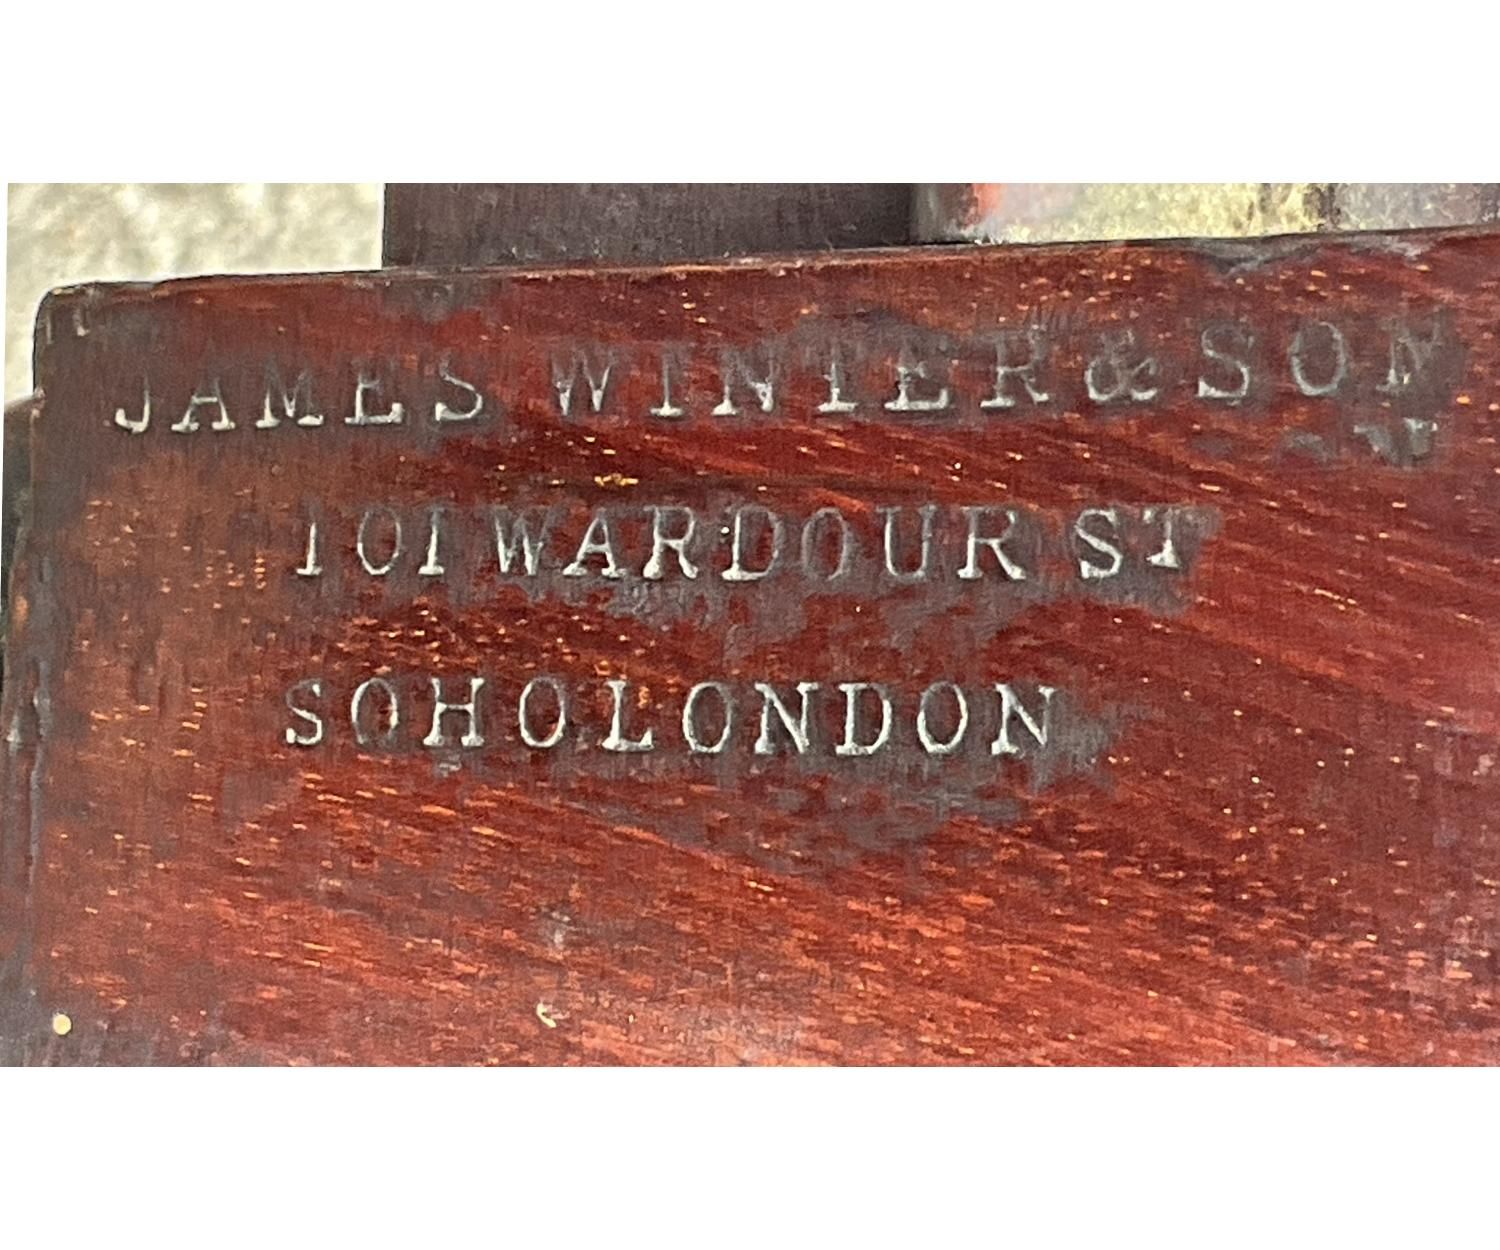 JAMES WINTER & SON
101 WARDOUR ST
SOHO LONDON